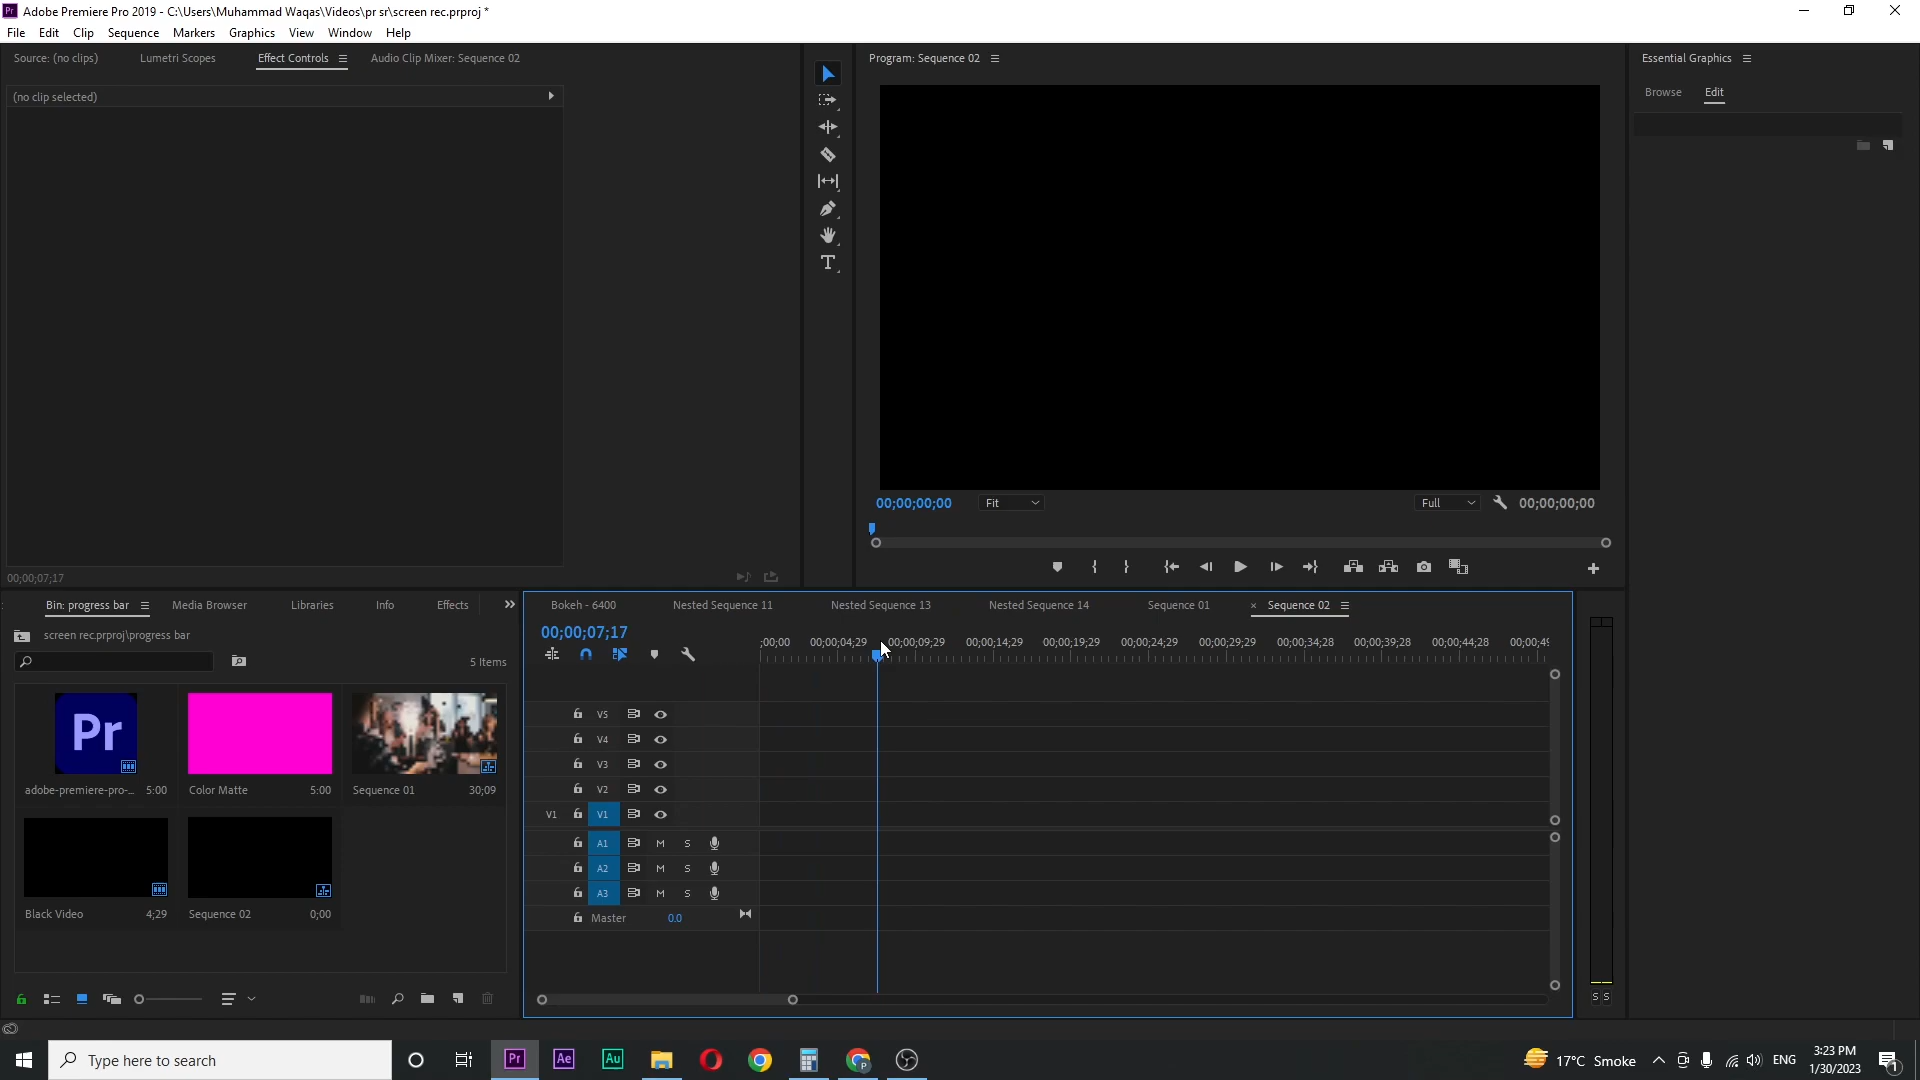 Adobe Premiere Pro 2019 - C:\Users\Muhammad Waqas\Videos\pr sr\screen rec.prproj *
File Edit Clip Sequence Markers Graphics View Window Help
Source: (no clips) Lumetri Scopes Effect Controls Audio Clip Mixer: Sequence 02
Program: Sequence 02
Essential Graphics
Browse Edit
(no clip selected)
00;00;00;00 Fit Full 00;00;00;00
00;00;07;17
Bin: progress bar Media Browser Libraries Info Effects
screen rec.prproj\progress bar
5 Items
Pr
adobe-premiere-pro-... 5:00
Color Matte 5:00
Sequence 01 30;09
Black Video 4;29
Sequence 02 0;00
Bokeh - 6400 Nested Sequence 11 Nested Sequence 13 Nested Sequence 14 Sequence 01 × Sequence 02
00;00;07;17
;00;00 00;00;04;29 00;00;09;29 00;00;14;29 00;00;19;29 00;00;24;29 00;00;29;29 00;00;34;28 00;00;39;28 00;00;44;28 00;00;49
V5
V4
V3
V2
V1 V1
A1 M S
A2 M S
A3 M S
Master 0.0
S S
Type here to search
Pr Ae Au
P
17°C Smoke
ENG
3:23 PM
1/30/2023
1